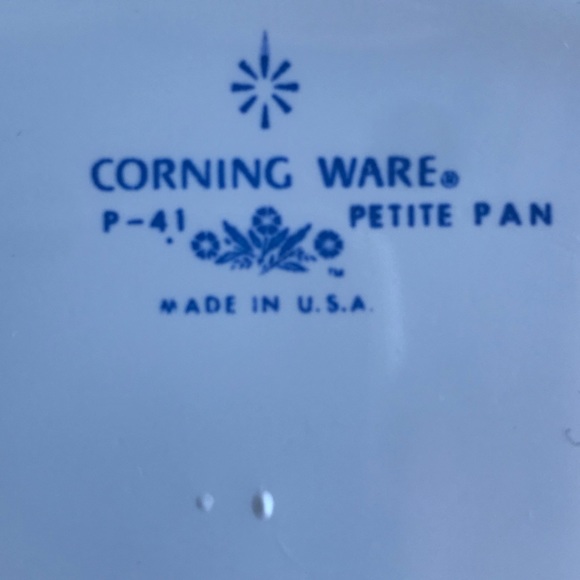 CORNING WARE®
P-41 PETITE PAN
™
MADE IN U.S.A.